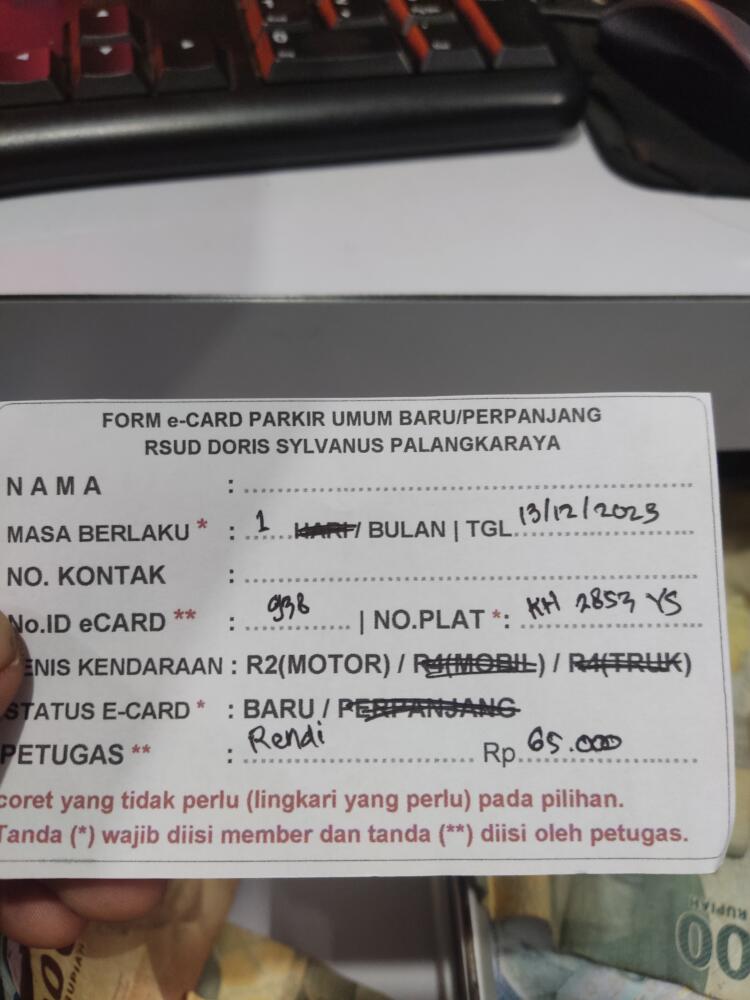 FORM e-CARD PARKIR UMUM BARU/PERPANJANG
RSUD DORIS SYLVANUS PALANGKARAYA
NAMA :
MASA BERLAKU * : 1 HARI / BULAN | TGL. 13/12/2023
NO. KONTAK :
No.ID eCARD ** : 938 | NO.PLAT *: KH 2853 YS
ENIS KENDARAAN : R2(MOTOR) / R4(MOBIL) / R4(TRUK)
STATUS E-CARD * : BARU / PERPANJANG
PETUGAS ** : Rendi Rp. 65.000
coret yang tidak perlu (lingkari yang perlu) pada pilihan.
Tanda (*) wajib diisi member dan tanda (**) diisi oleh petugas.
00
RUPIAH